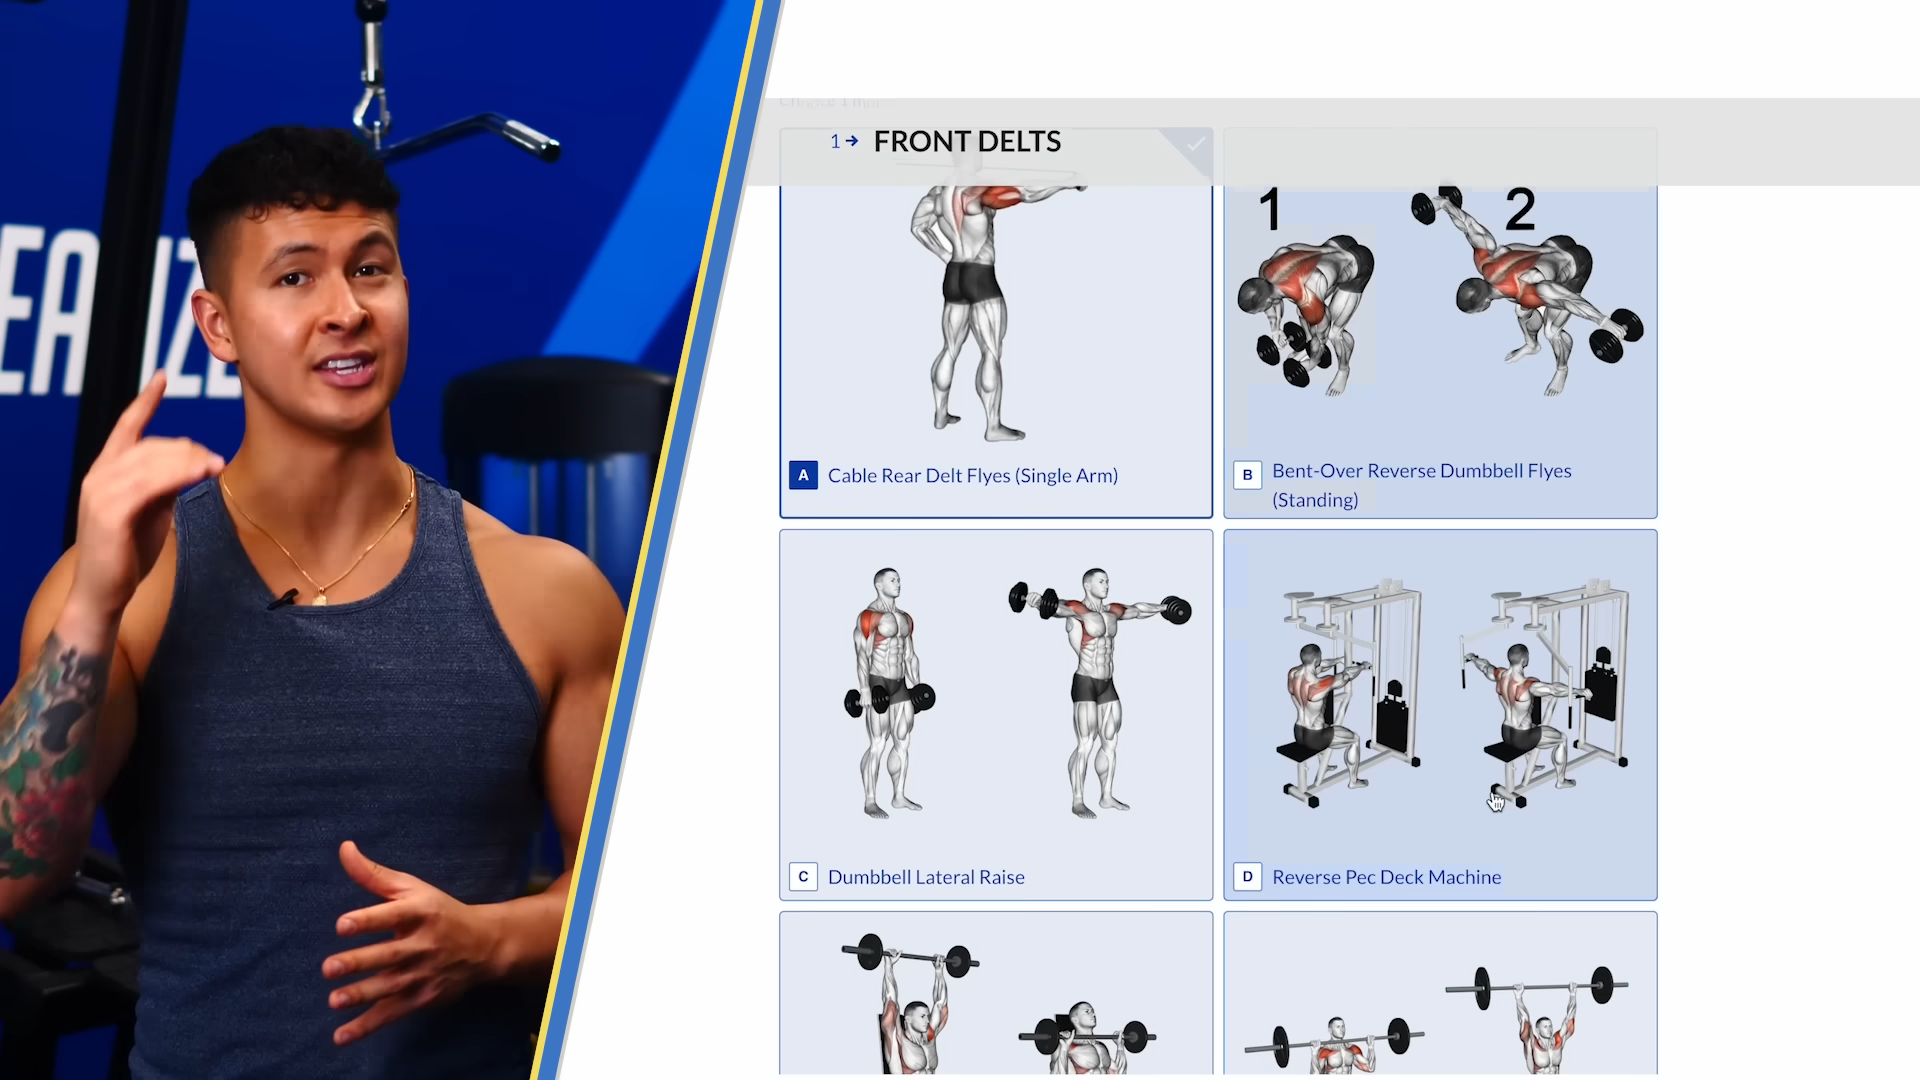 1→ FRONT DELTS
1
2
A Cable Rear Delt Flyes (Single Arm)
B Bent-Over Reverse Dumbbell Flyes
(Standing)
C Dumbbell Lateral Raise
D Reverse Pec Deck Machine